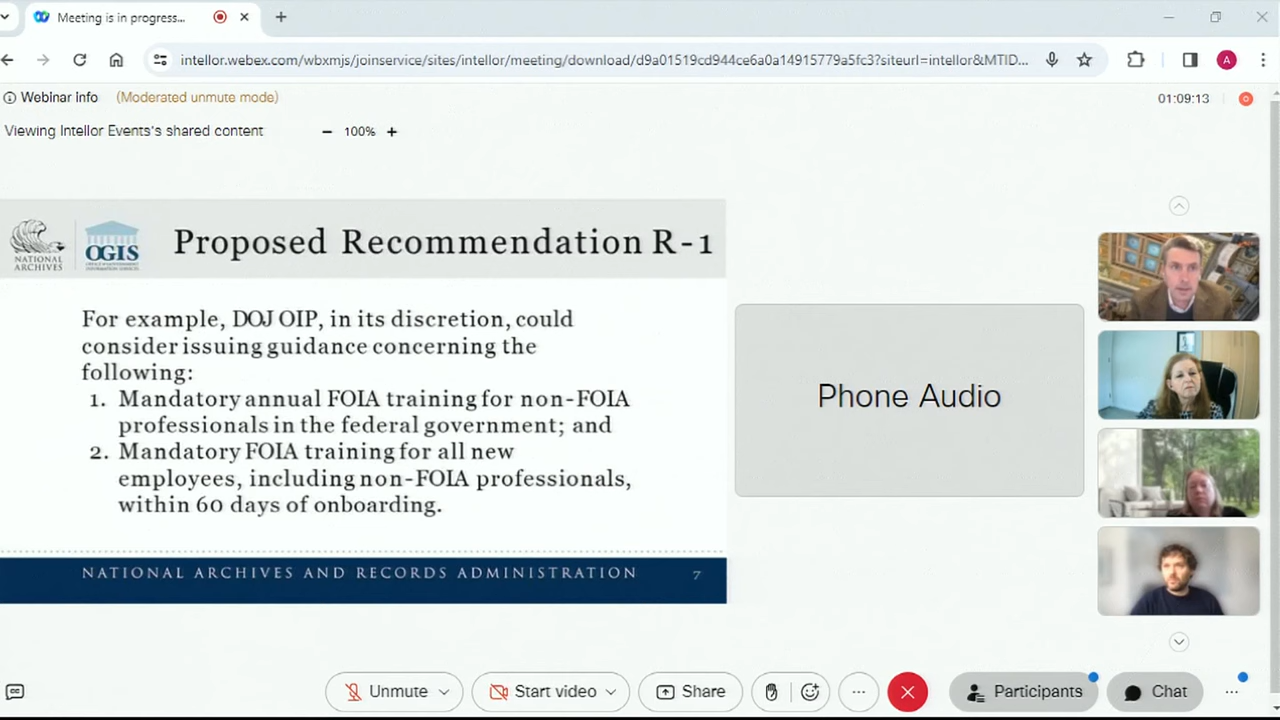 Meeting is in progress...
intellor.webex.com/wbxmjs/joinservice/sites/intellor/meeting/download/d9a01519cd944ce6a0a14915779a5fc3?siteurl=intellor&MTID...
A
Webinar info (Moderated unmute mode)
01:09:13
Viewing Intellor Events's shared content
100%
NATIONAL
ARCHIVES
OGIS
Proposed Recommendation R-1
For example, DOJ OIP, in its discretion, could
consider issuing guidance concerning the
following:
1. Mandatory annual FOIA training for non-FOIA
professionals in the federal government; and
2. Mandatory FOIA training for all new
employees, including non-FOIA professionals,
within 60 days of onboarding.
NATIONAL ARCHIVES AND RECORDS ADMINISTRATION
7
Phone Audio
Unmute
Start video
Share
Participants
Chat